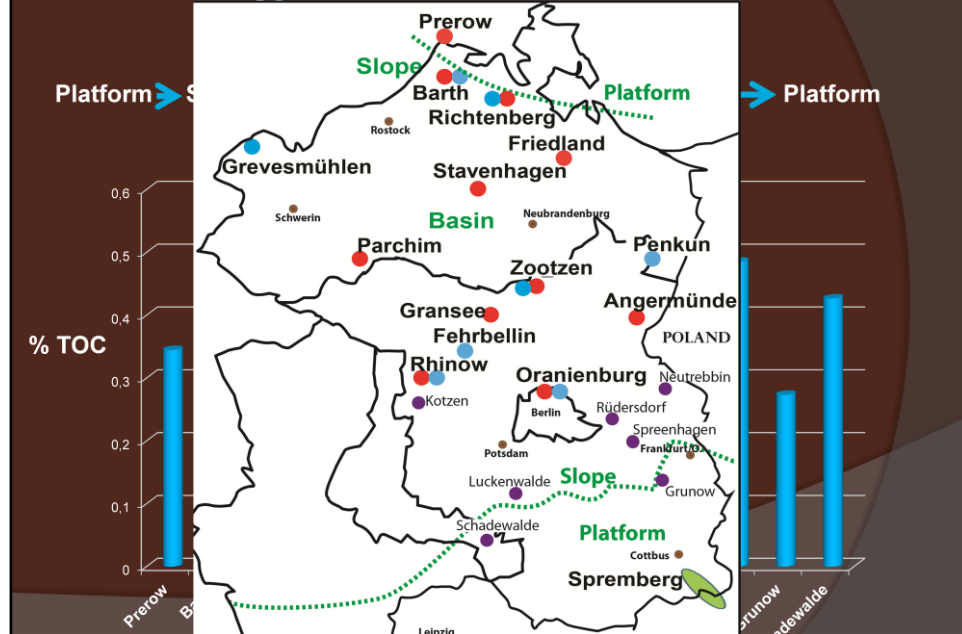 Prerow
Slope
Platform
Barth
Platform
Platform
Richtenberg
Rostock
Friedland
Grevesmühlen
Stavenhagen
0,6
Schwerin
Neubrandenburg
Basin
Parchim
Penkun
0,5
Zootzen
Angermünde
Gransee
0,4
Fehrbellin
POLAND
% TOC
Rhinow
Oranienburg
Neutrebbin
0,3
Kotzen
Berlin
Rüdersdorf
Spreenhagen
0,2
Potsdam
Frankfurt/O.
Slope
Luckenwalde
Grunow
0,1
Schadewalde
Platform
Cottbus
0
Spremberg
Prerow
Leipzig